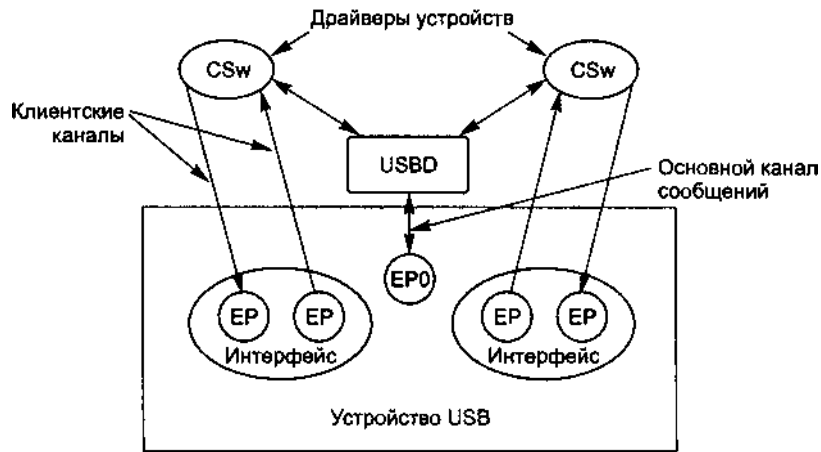 Драйверы устройств
CSw
CSw
Клиентские
каналы
USBD
Основной канал
сообщений
EP0
EP
EP
EP
EP
Интерфейс
Интерфейс
Устройство USB